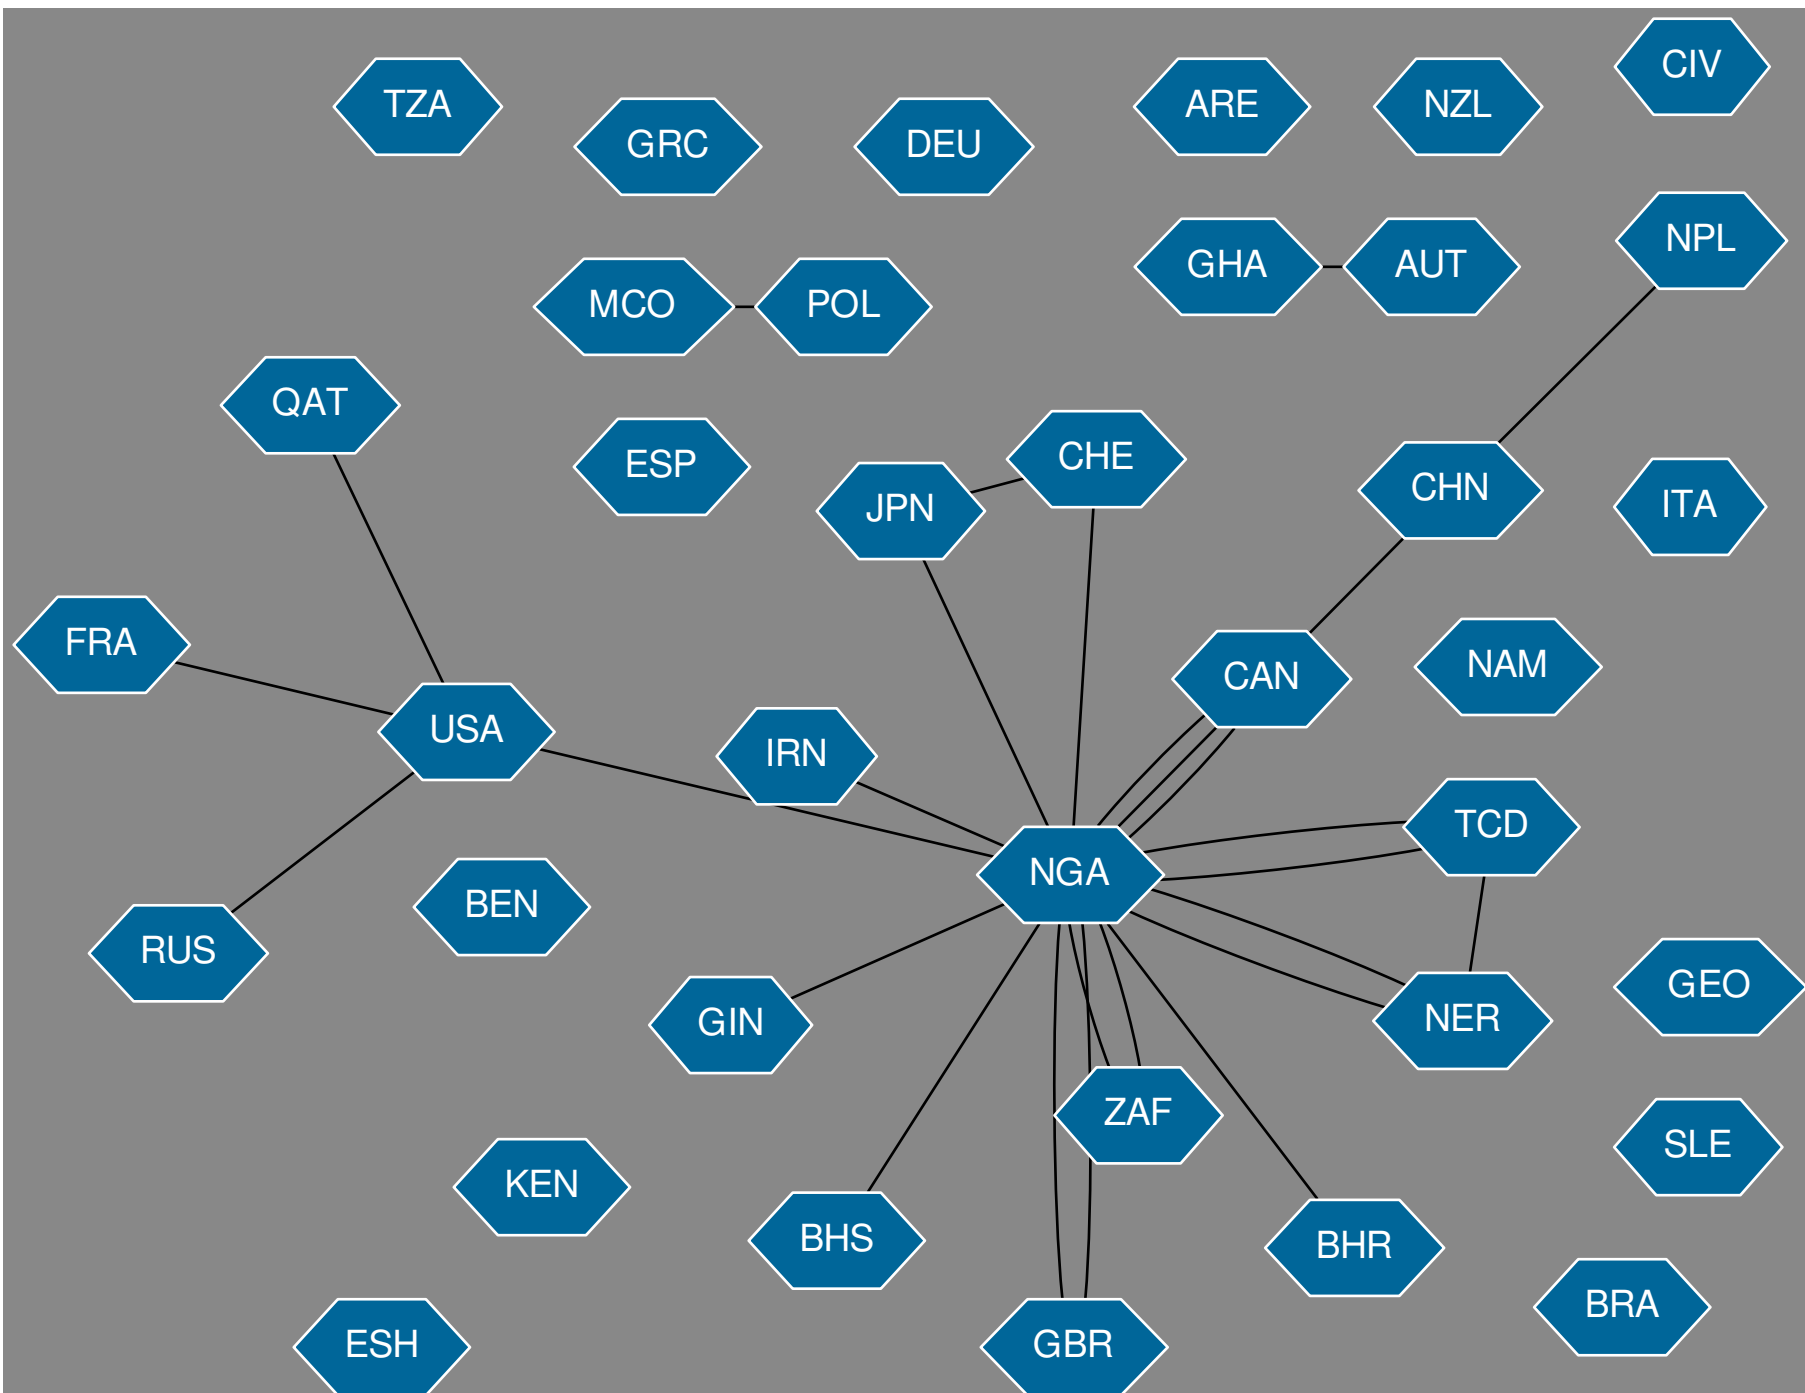 CIV
TZA
ARE
NZL
GRC
DEU
NPL
GHA
AUT
MCO
POL
QAT
CHE
ESP
CHN
ITA
JPN
FRA
NAM
CAN
USA
IRN
TCD
NGA
BEN
RUS
GEO
NER
GIN
ZAF
SLE
KEN
BHS
BHR
BRA
ESH
GBR